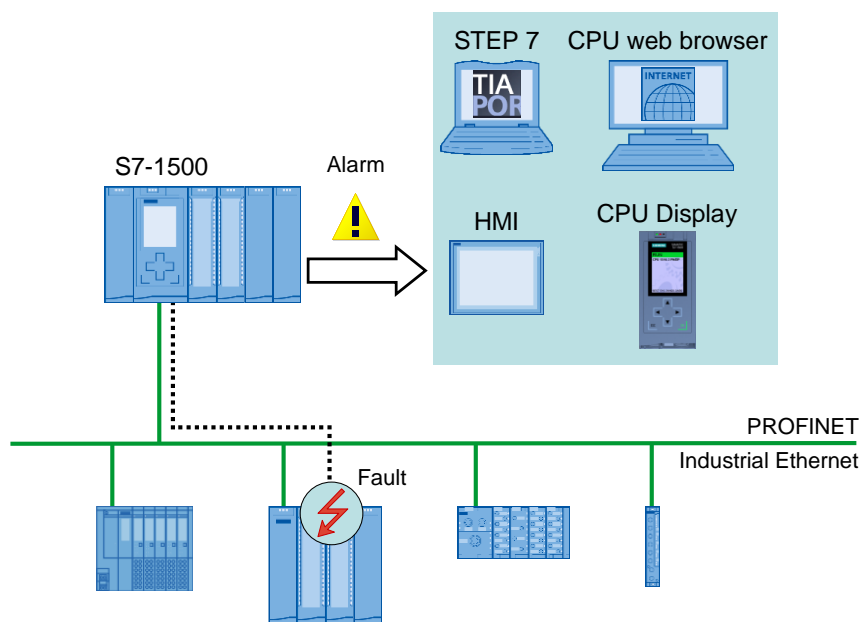 STEP 7
CPU web browser
TIA
POR
INTERNET
S7-1500
Alarm
HMI
CPU Display
PROFINET
Industrial Ethernet
Fault